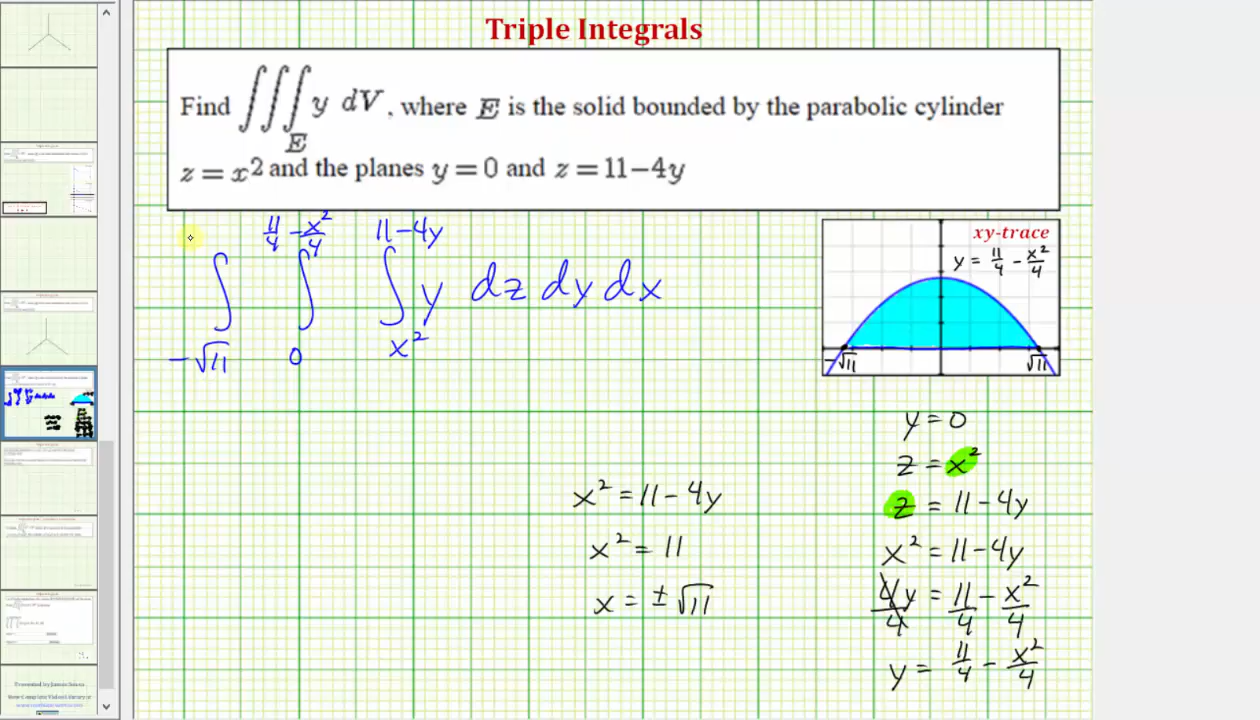 Triple Integrals
Find ∭_E y dV, where E is the solid bounded by the parabolic cylinder
z = x² and the planes y = 0 and z = 11 − 4y
11/4 − x²/4   11 − 4y
∫ ∫ ∫ y dz dy dx
−√11   0   x²
xy-trace
y = 11/4 − x²/4
−√11   √11
x² = 11 − 4y
x² = 11
x = ± √11
y = 0
z = x²
z = 11 − 4y
x² = 11 − 4y
4y/4 = 11/4 − x²/4
y = 11/4 − x²/4